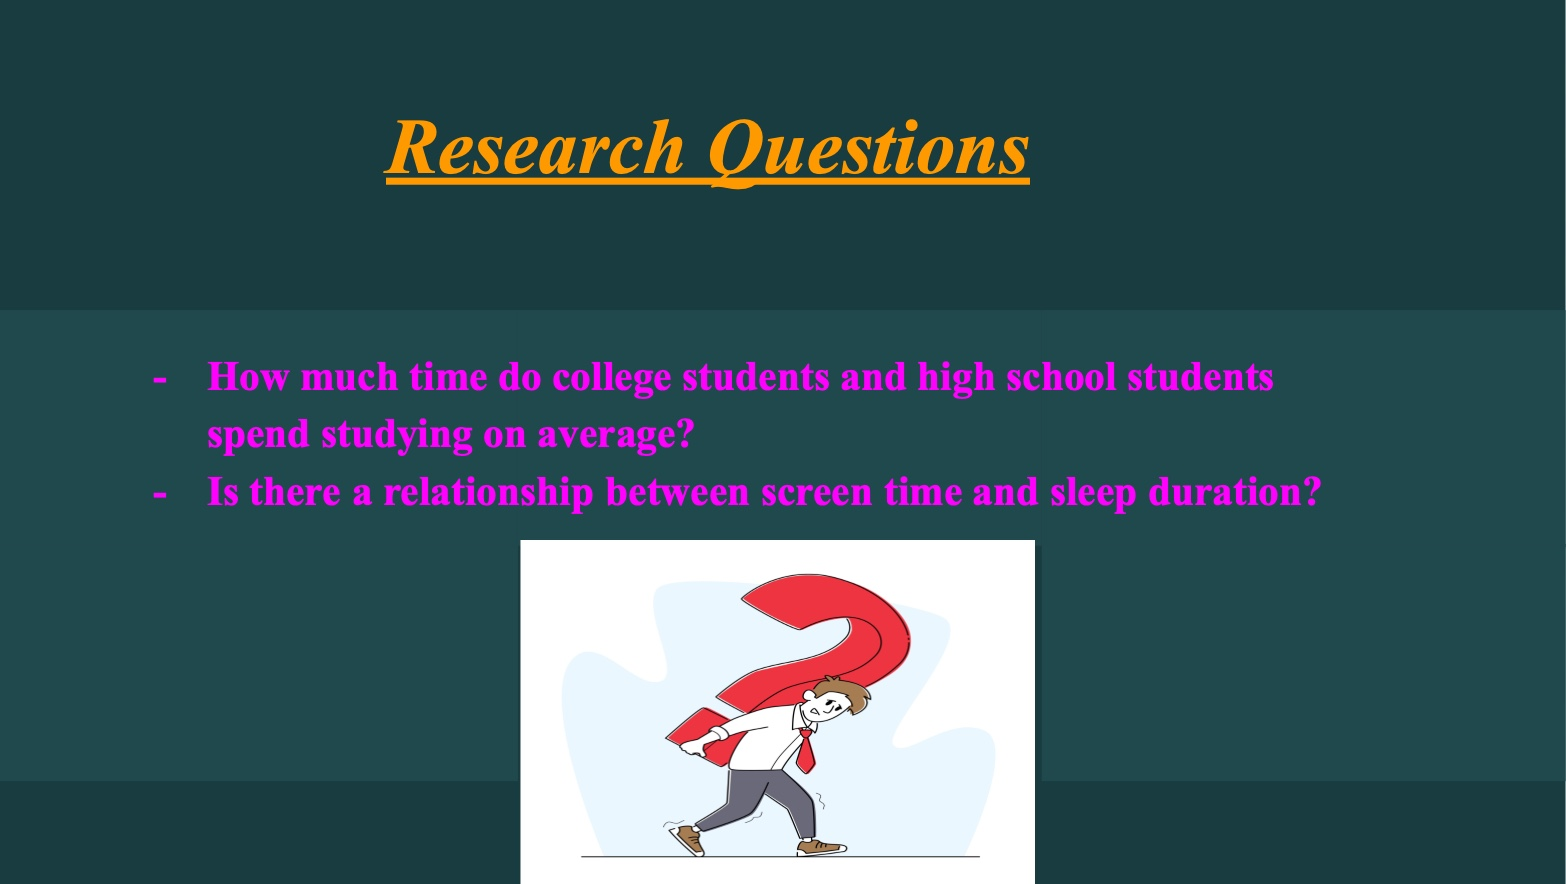 Research Questions
- How much time do college students and high school students
spend studying on average?
- Is there a relationship between screen time and sleep duration?